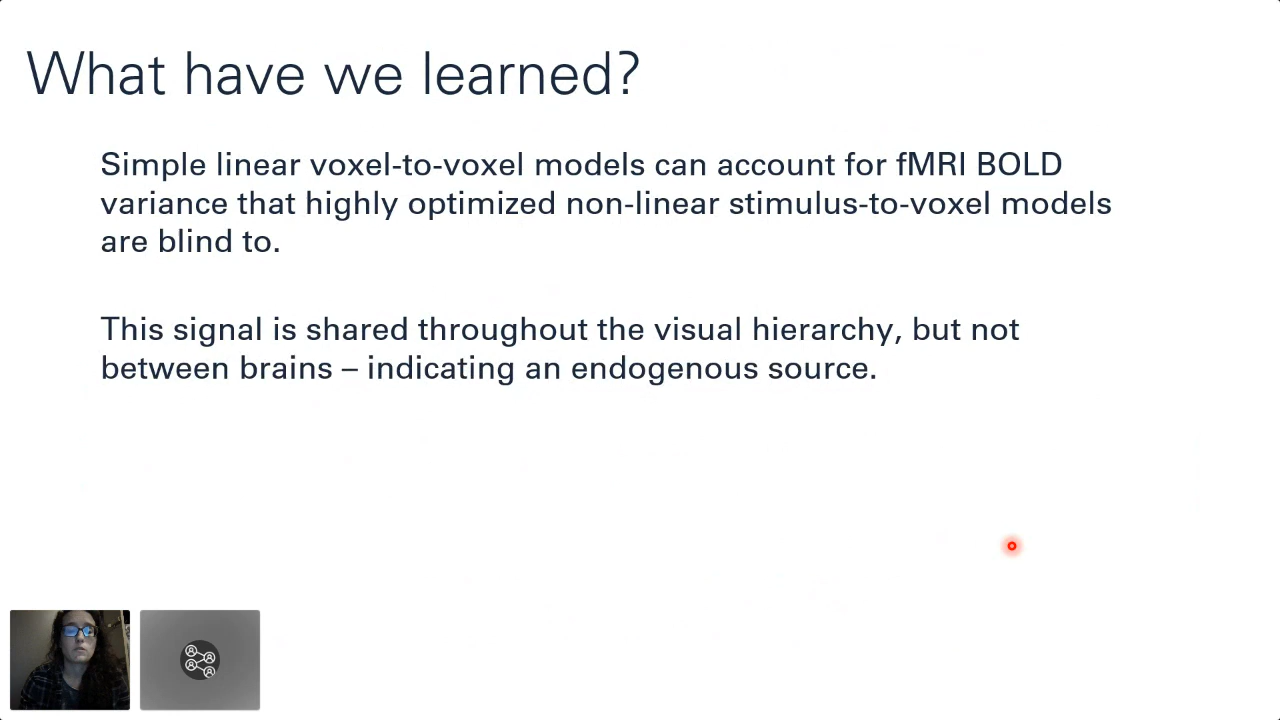 What have we learned?
Simple linear voxel-to-voxel models can account for fMRI BOLD
variance that highly optimized non-linear stimulus-to-voxel models
are blind to.
This signal is shared throughout the visual hierarchy, but not
between brains – indicating an endogenous source.